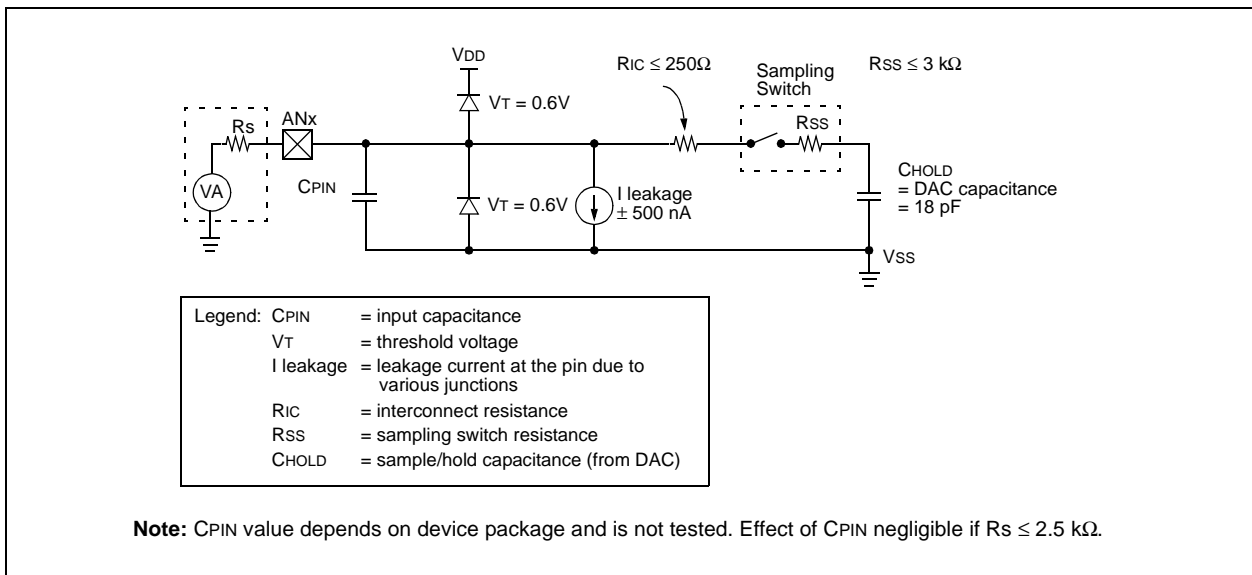 VDD
RIC ≤ 250Ω
Sampling
Switch
RSS ≤ 3 kΩ
VT = 0.6V
Rs
ANx
RSS
VA
CPIN
VT = 0.6V
I leakage
± 500 nA
CHOLD
= DAC capacitance
= 18 pF
VSS
Legend: CPIN = input capacitance
VT = threshold voltage
I leakage = leakage current at the pin due to
various junctions
RIC = interconnect resistance
RSS = sampling switch resistance
CHOLD = sample/hold capacitance (from DAC)
Note: CPIN value depends on device package and is not tested. Effect of CPIN negligible if Rs ≤ 2.5 kΩ.